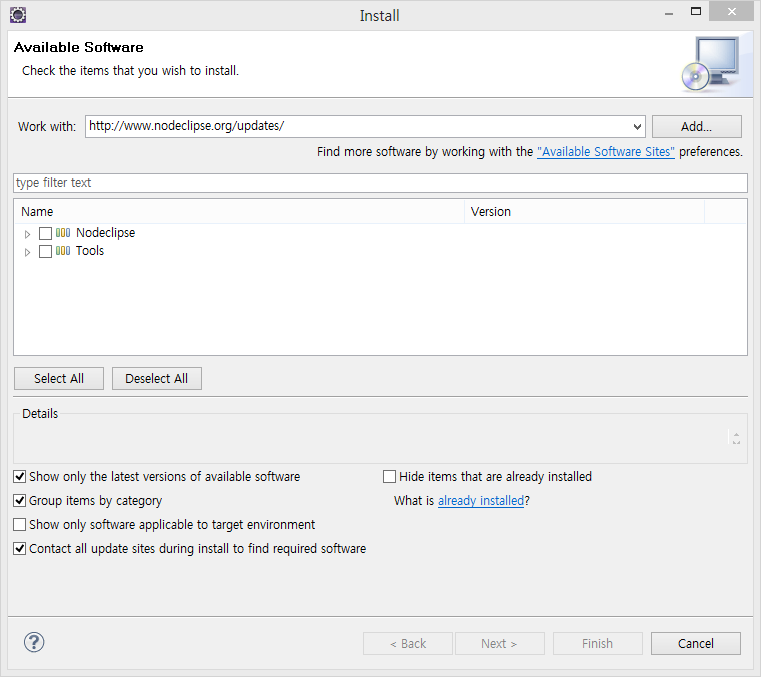 Install
Available Software
Check the items that you wish to install.
Work with: http://www.nodeclipse.org/updates/ Add...
Find more software by working with the "Available Software Sites" preferences.
type filter text
Name Version
Nodeclipse
Tools
Select All Deselect All
Details
Show only the latest versions of available software Hide items that are already installed
Group items by category What is already installed?
Show only software applicable to target environment
Contact all update sites during install to find required software
? < Back Next > Finish Cancel